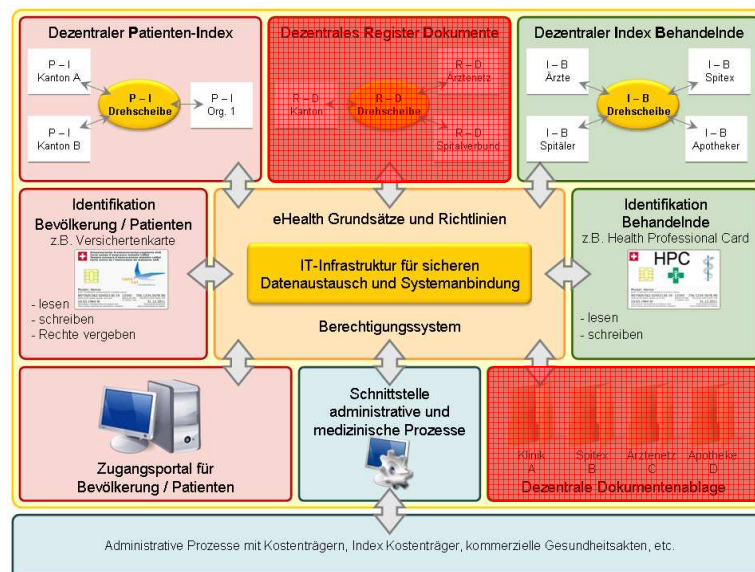 Dezentraler Patienten-Index
P – I
Kanton A
P – I
Drehscheibe
P – I
Org. 1
P – I
Kanton B
Dezentrales Register Dokumente
R – D
Ärztenetz
R – D
Kanton
R – D
Drehscheibe
R – D
Spitalverbund
Dezentraler Index Behandelnde
I – B
Ärzte
I – B
Spitex
I – B
Drehscheibe
I – B
Spitäler
I – B
Apotheker
Identifikation
Bevölkerung / Patienten
z.B. Versichertenkarte
- lesen
- schreiben
- Rechte vergeben
eHealth Grundsätze und Richtlinien
IT-Infrastruktur für sicheren
Datenaustausch und Systemanbindung
Berechtigungssystem
Identifikation
Behandelnde
z.B. Health Professional Card
HPC
- lesen
- schreiben
Zugangsportal für
Bevölkerung / Patienten
Schnittstelle
administrative und
medizinische Prozesse
Klinik
A
Spitex
B
Ärztenetz
C
Apotheke
D
Dezentrale Dokumentenablage
Administrative Prozesse mit Kostenträgern, Index Kostenträger, kommerzielle Gesundheitsakten, etc.